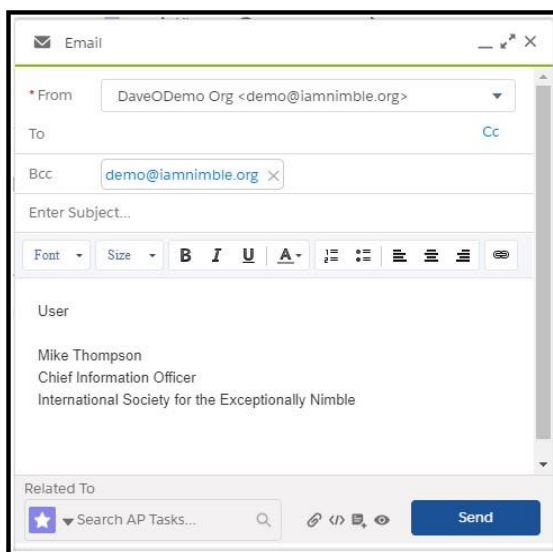 Email
* From DaveODemo Org <demo@iamnimble.org>
To Cc
Bcc demo@iamnimble.org
Enter Subject...
Font Size B I U A
User
Mike Thompson
Chief Information Officer
International Society for the Exceptionally Nimble
Related To
Search AP Tasks... Send